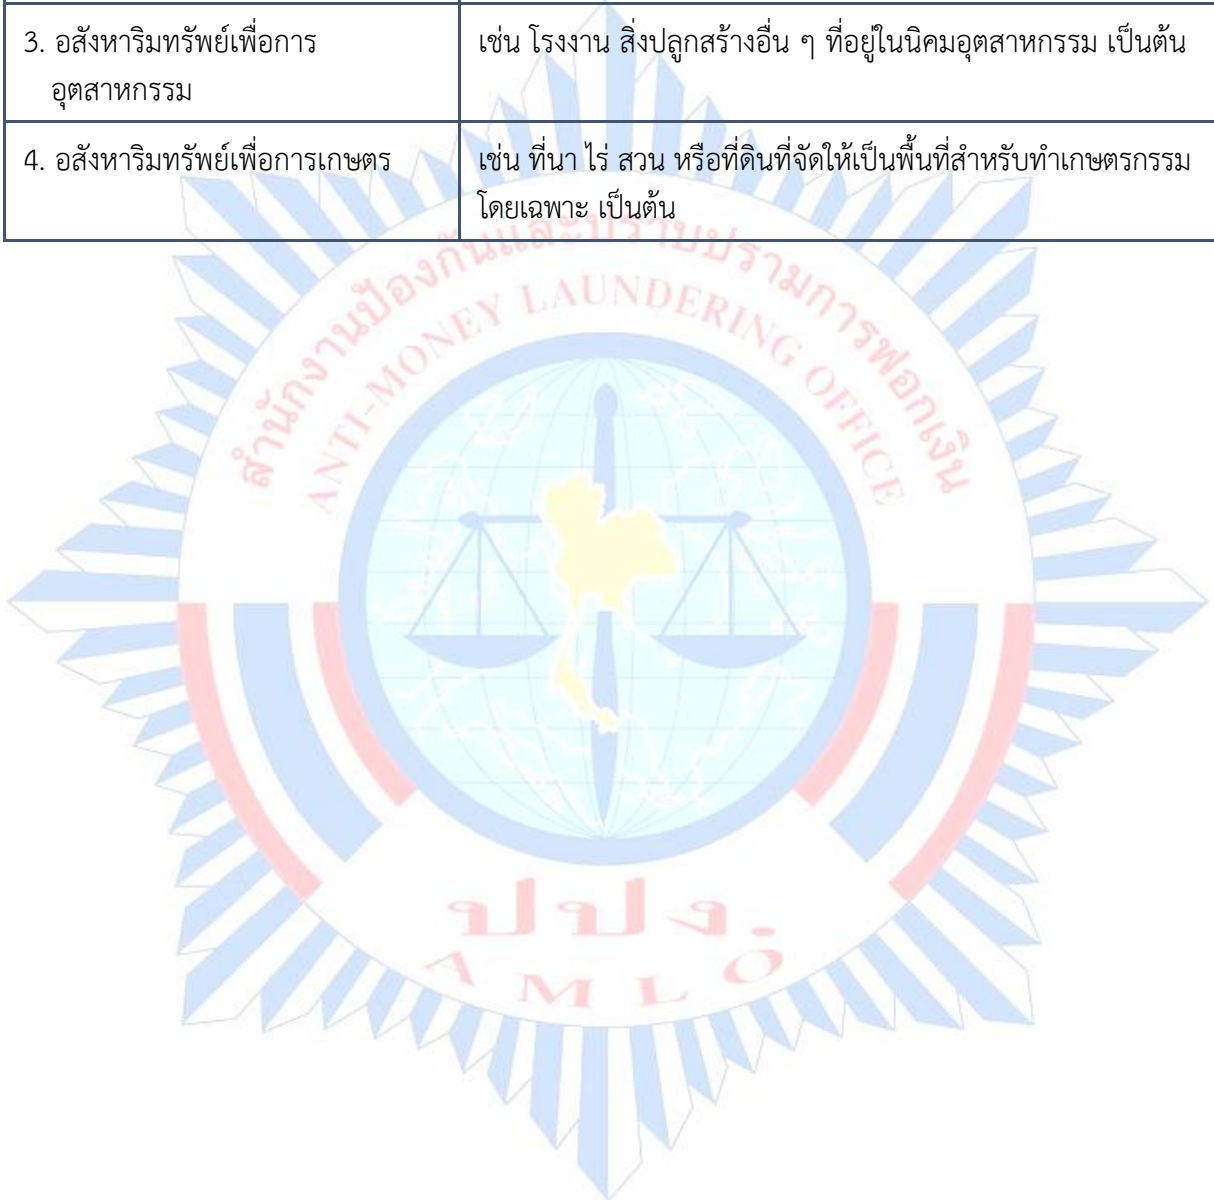 3. อสังหาริมทรัพย์เพื่อการ
อุตสาหกรรม
เช่น โรงงาน สิ่งปลูกสร้างอื่น ๆ ที่อยู่ในนิคมอุตสาหกรรม เป็นต้น
4. อสังหาริมทรัพย์เพื่อการเกษตร
เช่น ที่นา ไร่ สวน หรือที่ดินที่จัดให้เป็นพื้นที่สำหรับทำเกษตรกรรม
โดยเฉพาะ เป็นต้น
สำนักงานป้องกันและปราบปรามการฟอกเงิน
ANTI-MONEY LAUNDERING OFFICE
ปปง.
AMLO